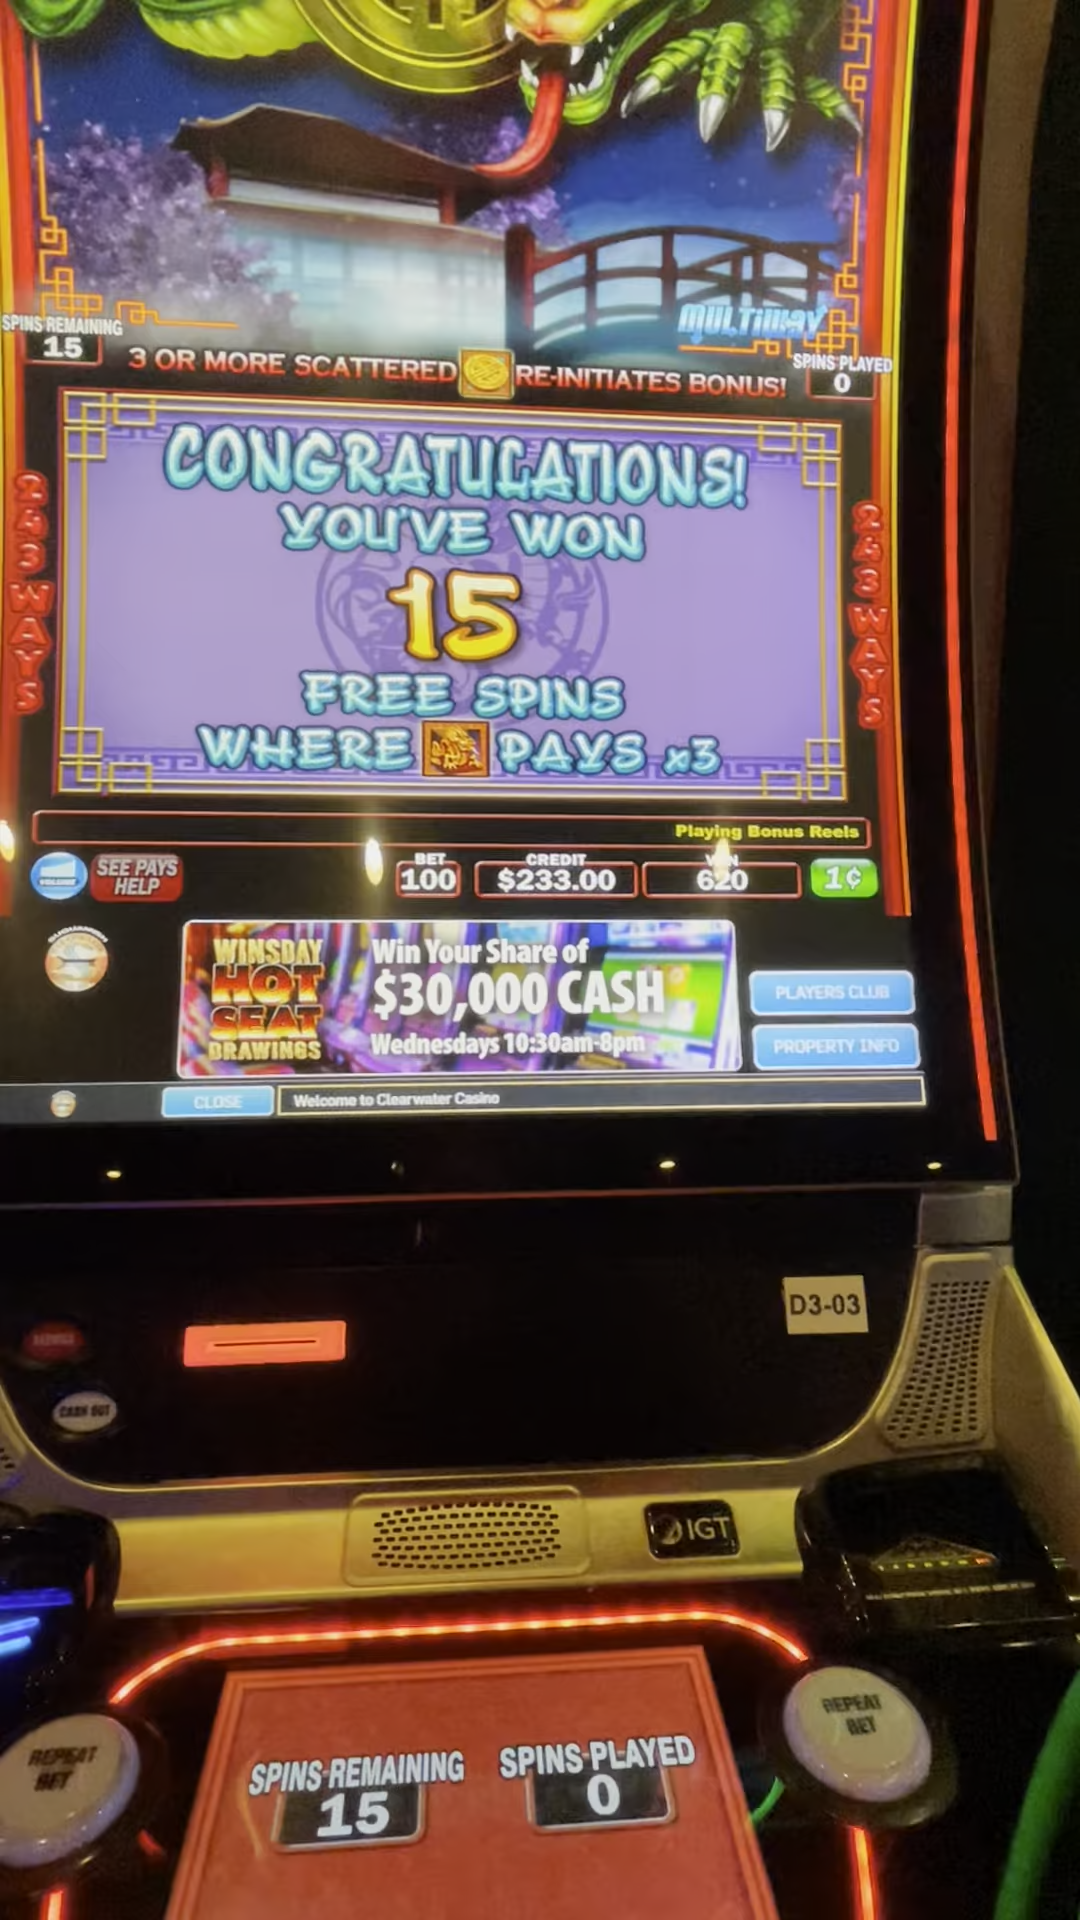 MULTIWAY
SPINS REMAINING
15
3 OR MORE SCATTERED RE-INITIATES BONUS!
SPINS PLAYED
0
243 WAYS
CONGRATULATIONS!
YOU'VE WON
15
FREE SPINS
WHERE PAYS x3
243 WAYS
Playing Bonus Reels
VOLUME
SEE PAYS
HELP
BET
100
CREDIT
$233.00
WIN
620
1¢
WINSDAY
HOT
SEAT
DRAWINGS
Win Your Share of
$30,000 CASH
Wednesdays 10:30am-8pm
PLAYERS CLUB
PROPERTY INFO
CLOSE
Welcome to Clearwater Casino
D3-03
CASH OUT
IGT
REPEAT
BET
SPINS REMAINING
15
SPINS PLAYED
0
REPEAT
BET